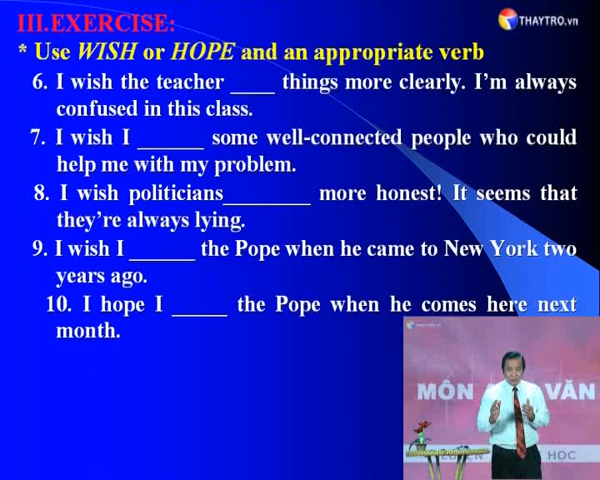 III.EXERCISE:
THAYTRO.vn
* Use WISH or HOPE and an appropriate verb
6. I wish the teacher ____ things more clearly. I'm always
confused in this class.
7. I wish I ______ some well-connected people who could
help me with my problem.
8. I wish politicians________ more honest! It seems that
they're always lying.
9. I wish I ______ the Pope when he came to New York two
years ago.
10. I hope I _____ the Pope when he comes here next
month.
MÔN VĂN
HỌC